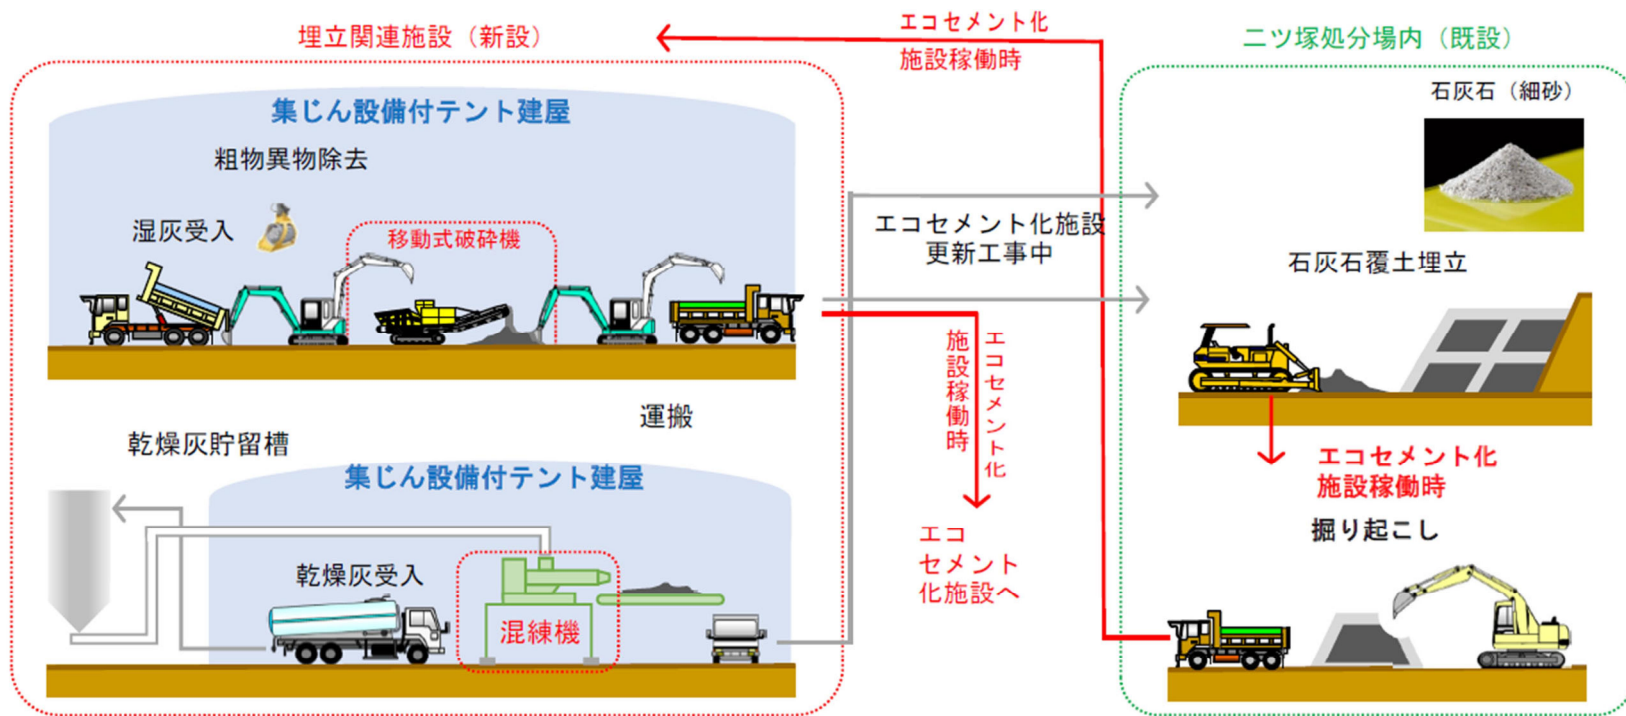 埋立関連施設（新設）
集じん設備付テント建屋
粗物異物除去
湿灰受入
移動式破砕機
運搬
乾燥灰貯留槽
集じん設備付テント建屋
乾燥灰受入
混練機
エコセメント化
施設稼働時
エコセメント化施設
更新工事中
エコセメント化
施設稼働時
エコ
セメント
化施設へ
二ツ塚処分場内（既設）
石灰石（細砂）
石灰石覆土埋立
エコセメント化
施設稼働時
掘り起こし